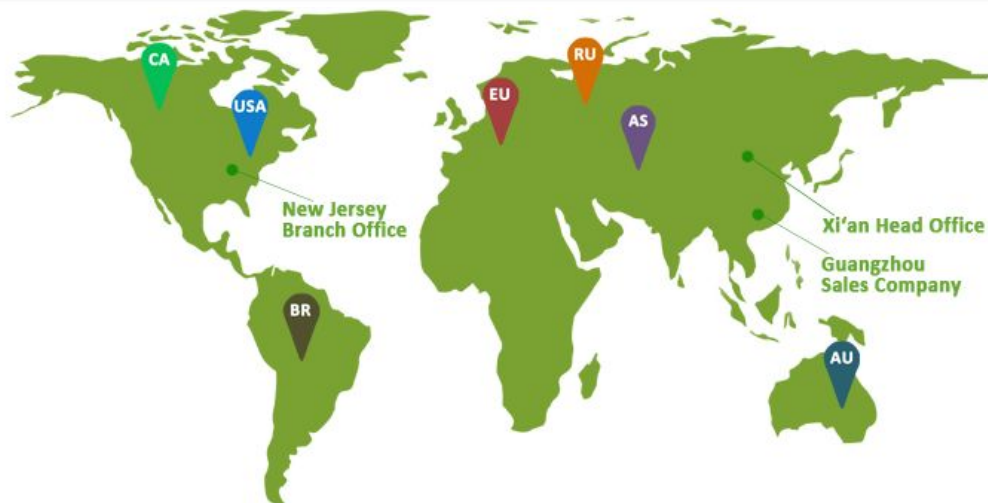 CA
RU
USA
EU
AS
New Jersey
Branch Office
Xi‘an Head Office
Guangzhou
Sales Company
BR
AU